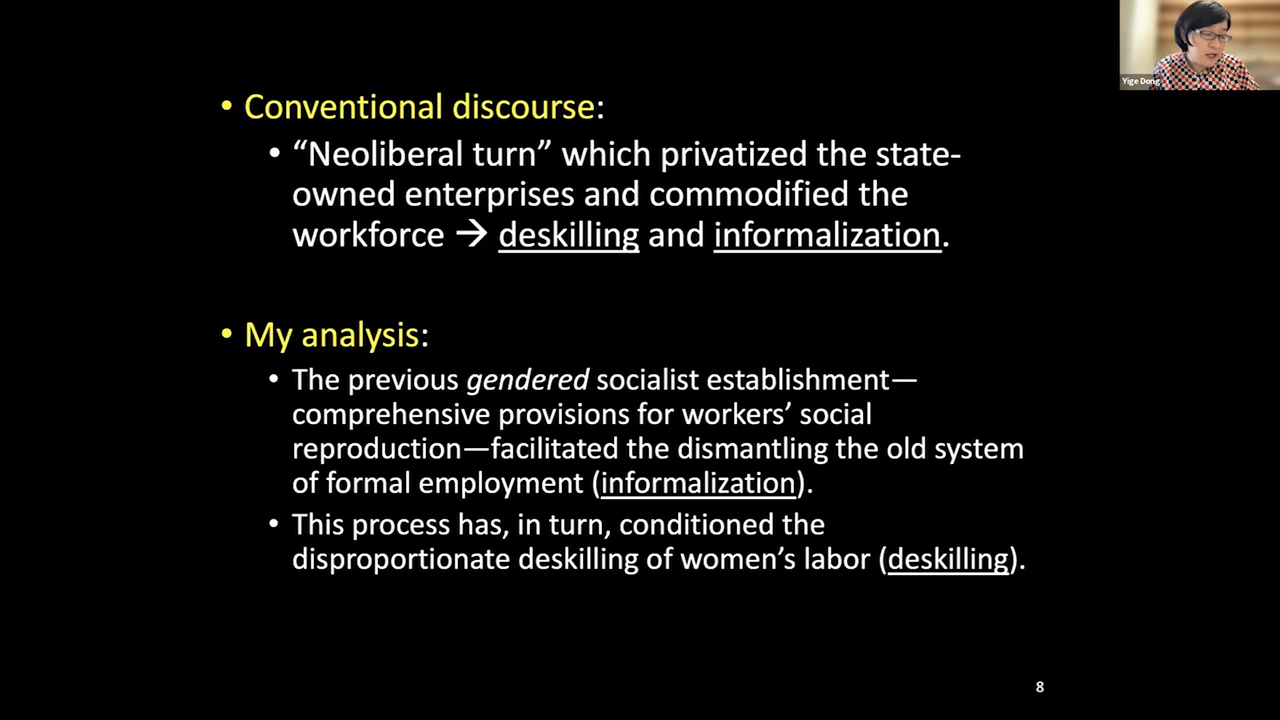 • Conventional discourse:
• “Neoliberal turn” which privatized the state-
owned enterprises and commodified the
workforce → deskilling and informalization.
• My analysis:
• The previous gendered socialist establishment—
comprehensive provisions for workers’ social
reproduction—facilitated the dismantling the old system
of formal employment (informalization).
• This process has, in turn, conditioned the
disproportionate deskilling of women’s labor (deskilling).
8
Yige Dong